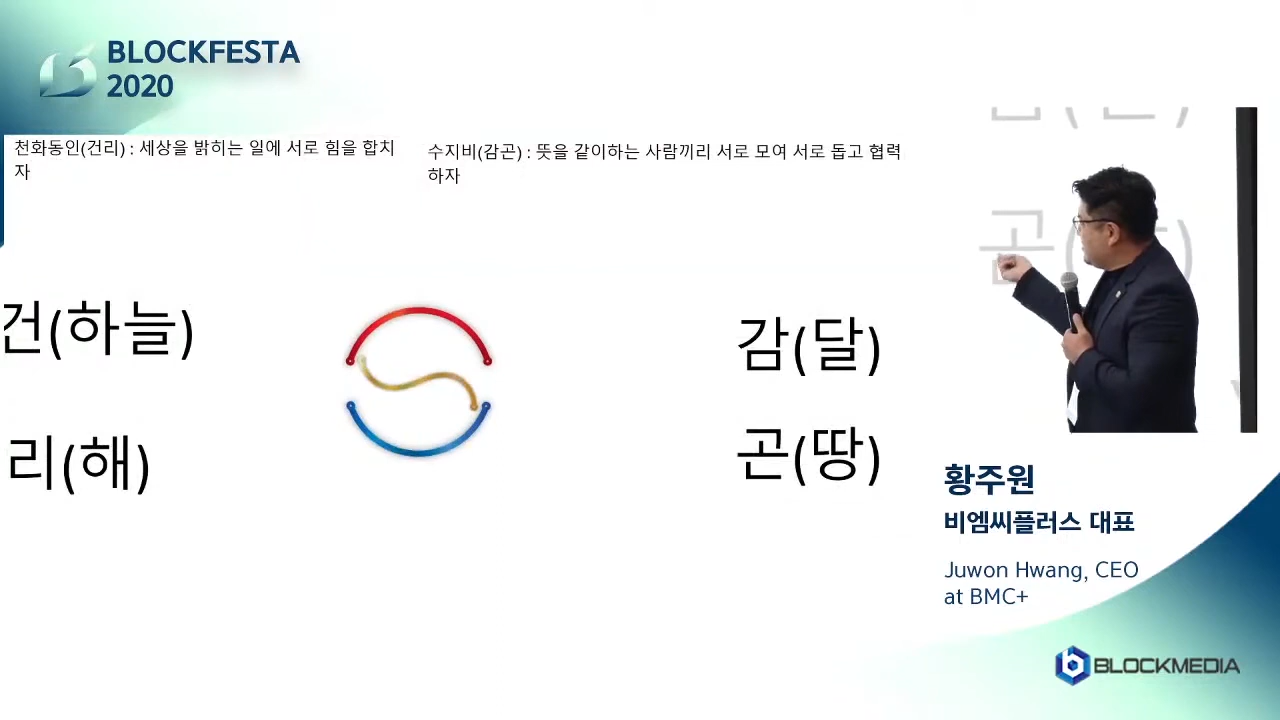 BLOCKFESTA
2020
천화동인(건리) : 세상을 밝히는 일에 서로 힘을 합치
자
수지비(감곤) : 뜻을 같이하는 사람끼리 서로 모여 서로 돕고 협력
하자
건(하늘)
리(해)
감(달)
곤(땅)
곤(
황주원
비엠씨플러스 대표
Juwon Hwang, CEO
at BMC+
BLOCKMEDIA